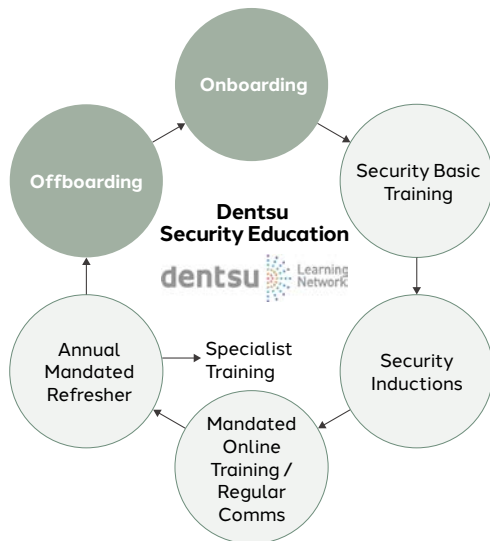 Onboarding
Security Basic
Training
Security
Inductions
Mandated
Online
Training /
Regular
Comms
Annual
Mandated
Refresher
Specialist
Training
Offboarding
Dentsu
Security Education
dentsu
Learning
Network